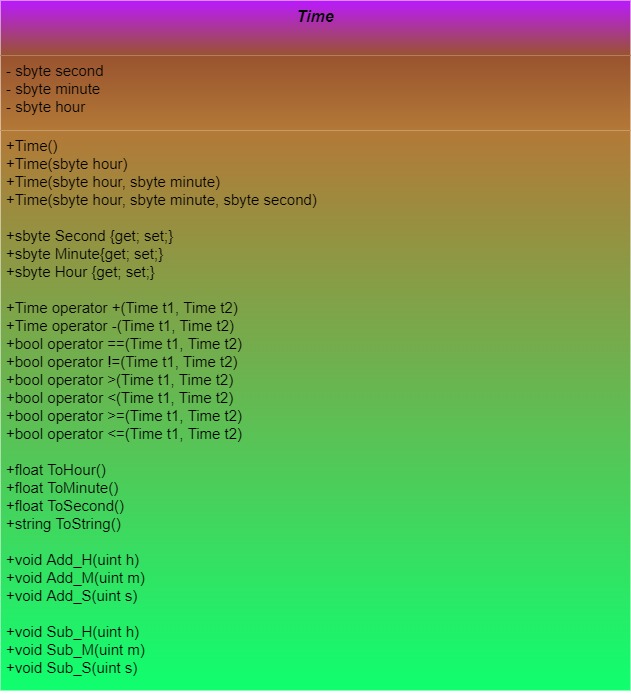 Time
- sbyte second
- sbyte minute
- sbyte hour
+Time()
+Time(sbyte hour)
+Time(sbyte hour, sbyte minute)
+Time(sbyte hour, sbyte minute, sbyte second)
+sbyte Second {get; set;}
+sbyte Minute{get; set;}
+sbyte Hour {get; set;}
+Time operator +(Time t1, Time t2)
+Time operator -(Time t1, Time t2)
+bool operator ==(Time t1, Time t2)
+bool operator !=(Time t1, Time t2)
+bool operator >(Time t1, Time t2)
+bool operator <(Time t1, Time t2)
+bool operator >=(Time t1, Time t2)
+bool operator <=(Time t1, Time t2)
+float ToHour()
+float ToMinute()
+float ToSecond()
+string ToString()
+void Add_H(uint h)
+void Add_M(uint m)
+void Add_S(uint s)
+void Sub_H(uint h)
+void Sub_M(uint m)
+void Sub_S(uint s)